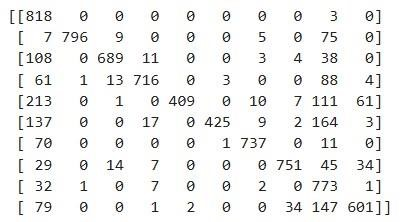 [[818 0 0 0 0 0 0 0 3 0]
[ 7 796 9 0 0 0 5 0 75 0]
[108 0 689 11 0 0 3 4 38 0]
[ 61 1 13 716 0 3 0 0 88 4]
[213 0 1 0 409 0 10 7 111 61]
[137 0 0 17 0 425 9 2 164 3]
[ 70 0 0 0 0 1 737 0 11 0]
[ 29 0 14 7 0 0 0 751 45 34]
[ 32 1 0 7 0 0 2 0 773 1]
[ 79 0 0 1 2 0 0 34 147 601]]